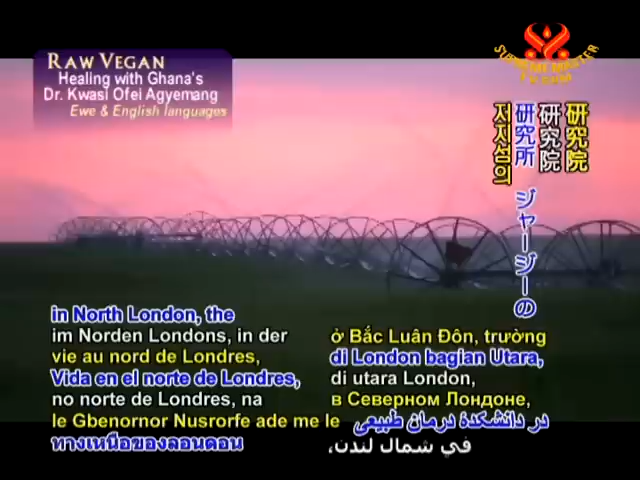 RAW VEGAN
Healing with Ghana's
Dr. Kwasi Ofei Agyemang
Ewe & English languages
SUPREME MASTER
TV
研究院
研究院
研究所 ジャージーの
저지섬의
in North London, the
im Norden Londons, in der
vie au nord de Londres,
Vida en el norte de Londres,
no norte de Londres, na
le Gbenornor Nusrorfe ade me le
ทางเหนือของลอนดอน
ở Bắc Luân Đôn, trường
di London bagian Utara,
di utara London,
в Северном Лондоне,
در دانشکدهٔ درمان طبیعی
في شمال لندن،